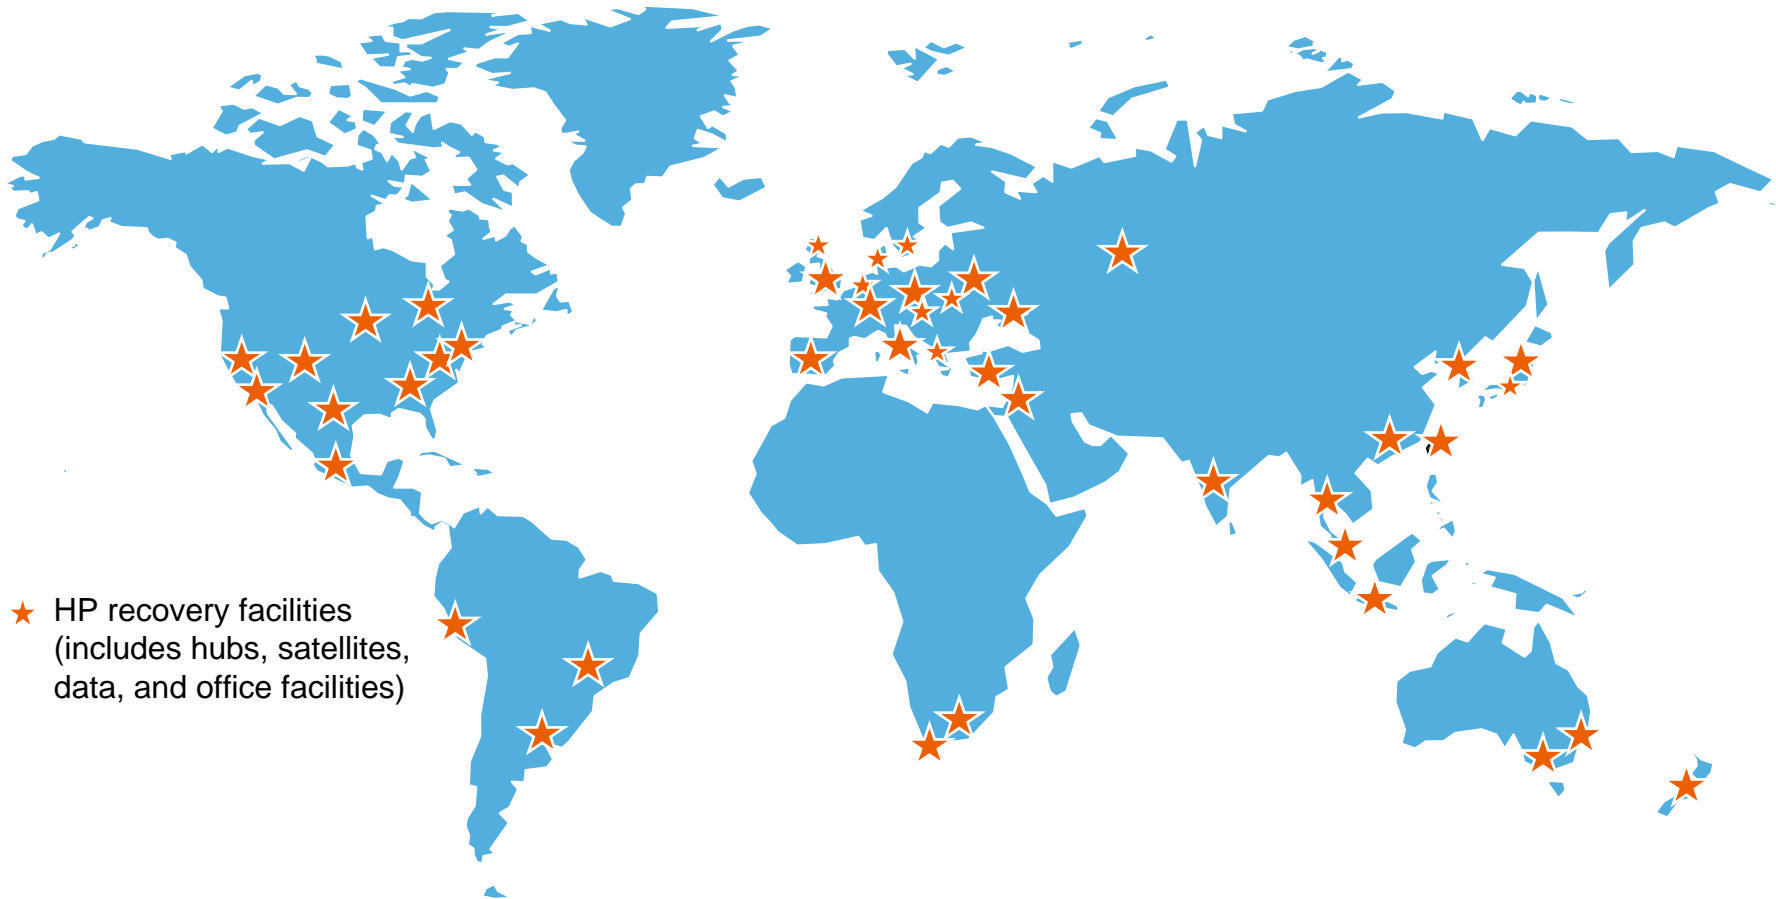 HP recovery facilities
(includes hubs, satellites,
data, and office facilities)